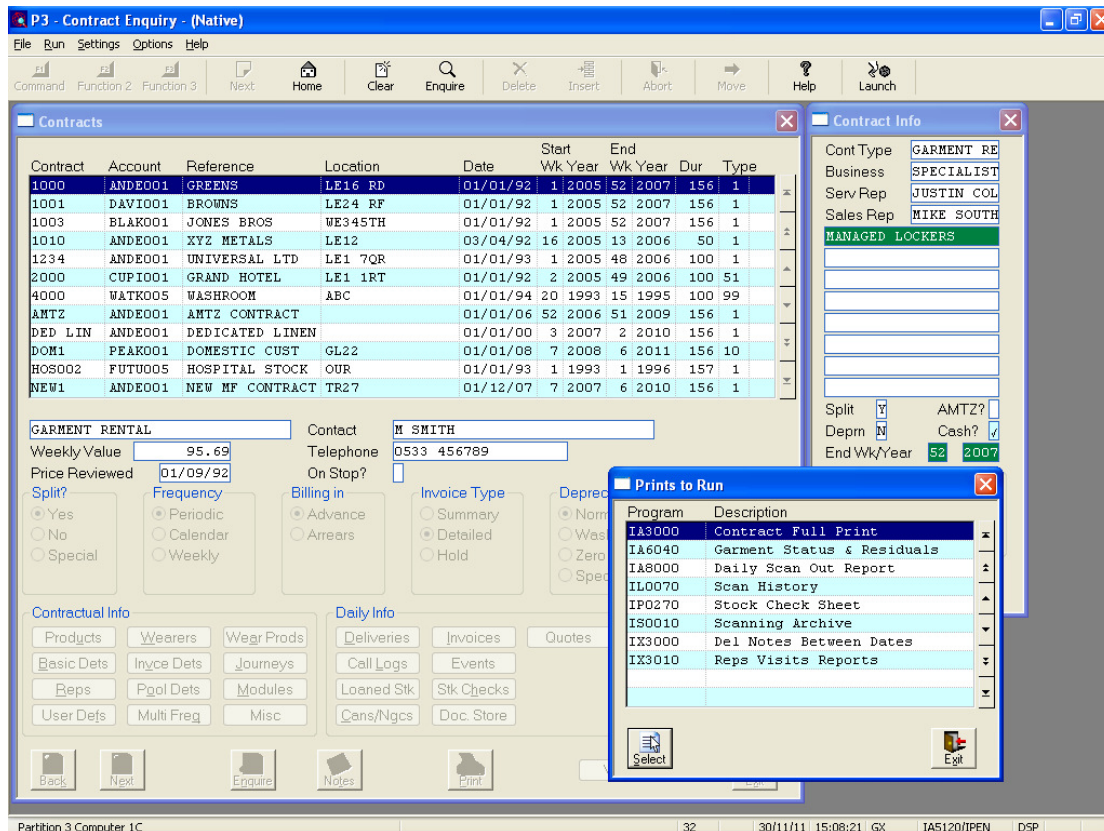 P3 - Contract Enquiry - (Native)
File Run Settings Options Help
F1 F2 F3
Command Function 2 Function 3 Next Home Clear Enquire Delete Insert Abort Move Help Launch
Contracts
Start End
Contract Account Reference Location Date Wk Year Wk Year Dur Type
1000 ANDE001 GREENS LE16 RD 01/01/92 1 2005 52 2007 156 1
1001 DAVI001 BROWNS LE24 RF 01/01/92 1 2005 52 2007 156 1
1003 BLAK001 JONES BROS WE345TH 01/01/92 1 2005 52 2007 156 1
1010 ANDE001 XYZ METALS LE12 03/04/92 16 2005 13 2006 50 1
1234 ANDE001 UNIVERSAL LTD LE1 7QR 01/01/93 1 2005 48 2006 100 1
2000 CUPI001 GRAND HOTEL LE1 1RT 01/01/92 2 2005 49 2006 100 51
4000 WATK005 WASHROOM ABC 01/01/94 20 1993 15 1995 100 99
AMTZ ANDE001 AMTZ CONTRACT 01/01/06 52 2006 51 2009 156 1
DED LIN ANDE001 DEDICATED LINEN 01/01/00 3 2007 2 2010 156 1
DOM1 PEAK001 DOMESTIC CUST GL22 01/01/08 7 2008 6 2011 156 10
HOS002 FUTU005 HOSPITAL STOCK OUR 01/01/93 1 1993 1 1996 157 1
NEW1 ANDE001 NEW MF CONTRACT TR27 01/12/07 7 2007 6 2010 156 1
GARMENT RENTAL Contact M SMITH
Weekly Value 95.69 Telephone 0533 456789
Price Reviewed 01/09/92 On Stop?
Split? Frequency Billing in Invoice Type Deprec
Yes Periodic Advance Summary Norm
No Calendar Arrears Detailed Was
Special Weekly Hold Zero
Spec
Contractual Info Daily Info
Products Wearers Wear Prods Deliveries Invoices Quotes
Basic Dets Invce Dets Journeys Call Logs Events
Reps Pool Dets Modules Loaned Stk Stk Checks
User Defs Multi Freq Misc Cans/Ngcs Doc. Store
Back Next Enquire Notes Print
Contract Info
Cont Type GARMENT RE
Business SPECIALIST
Serv Rep JUSTIN COL
Sales Rep MIKE SOUTH
MANAGED LOCKERS
Split Y AMTZ?
Deprn N Cash?
End Wk/Year 52 2007
Prints to Run
Program Description
IA3000 Contract Full Print
IA6040 Garment Status & Residuals
IA8000 Daily Scan Out Report
IL0070 Scan History
IP0270 Stock Check Sheet
IS0010 Scanning Archive
IX3000 Del Notes Between Dates
IX3010 Reps Visits Reports
Select Exit
Partition 3 Computer 1C 32 30/11/11 15:08:21 GX IA5120/IPEN DSP